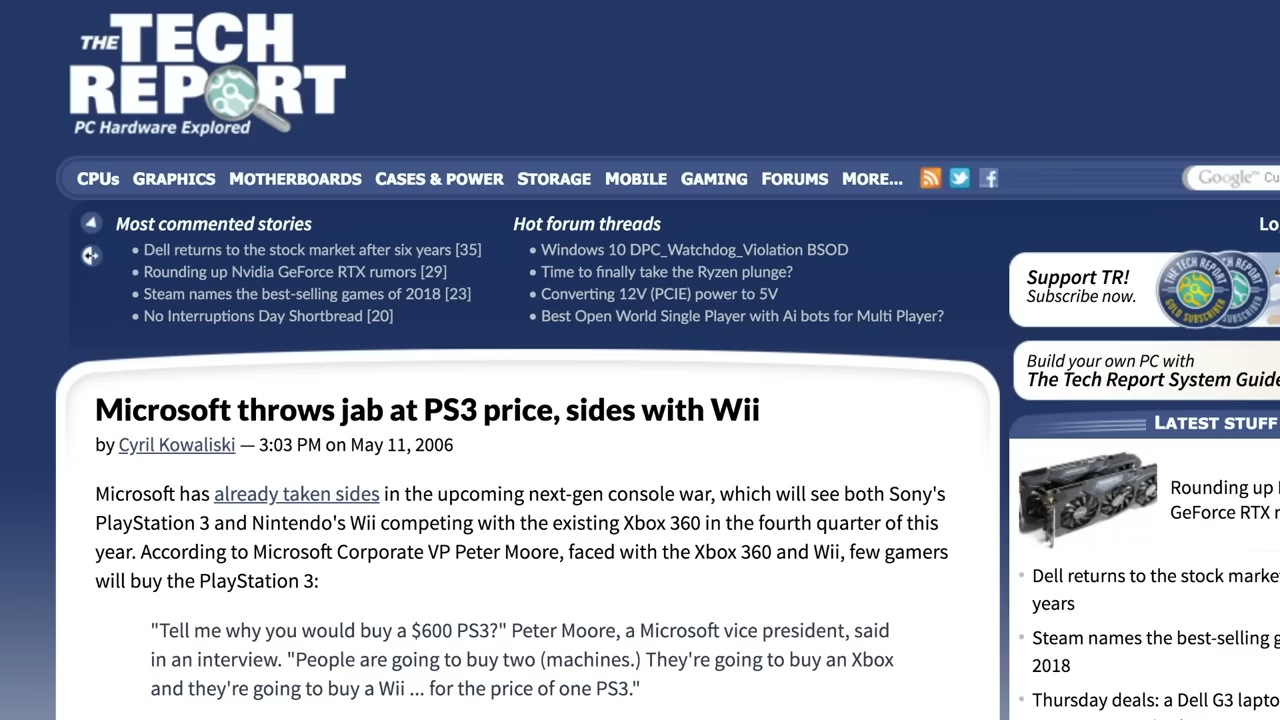 THE TECH
REPORT
PC Hardware Explored
CPUs GRAPHICS MOTHERBOARDS CASES & POWER STORAGE MOBILE GAMING FORUMS MORE...
Google™ Cu
Most commented stories
• Dell returns to the stock market after six years [35]
• Rounding up Nvidia GeForce RTX rumors [29]
• Steam names the best-selling games of 2018 [23]
• No Interruptions Day Shortbread [20]
Hot forum threads
• Windows 10 DPC_Watchdog_Violation BSOD
• Time to finally take the Ryzen plunge?
• Converting 12V (PCIE) power to 5V
• Best Open World Single Player with Ai bots for Multi Player?
Lo
Support TR!
Subscribe now.
THE TECH REPORT
GOLD SUBSCRIBER
Build your own PC with
The Tech Report System Guide
Microsoft throws jab at PS3 price, sides with Wii
by Cyril Kowaliski — 3:03 PM on May 11, 2006
Microsoft has already taken sides in the upcoming next-gen console war, which will see both Sony's
PlayStation 3 and Nintendo's Wii competing with the existing Xbox 360 in the fourth quarter of this
year. According to Microsoft Corporate VP Peter Moore, faced with the Xbox 360 and Wii, few gamers
will buy the PlayStation 3:
"Tell me why you would buy a $600 PS3?" Peter Moore, a Microsoft vice president, said
in an interview. "People are going to buy two (machines.) They're going to buy an Xbox
and they're going to buy a Wii ... for the price of one PS3."
LATEST STUFF
Rounding up
GeForce RTX r
• Dell returns to the stock marke
years
• Steam names the best-selling g
2018
• Thursday deals: a Dell G3 lapto